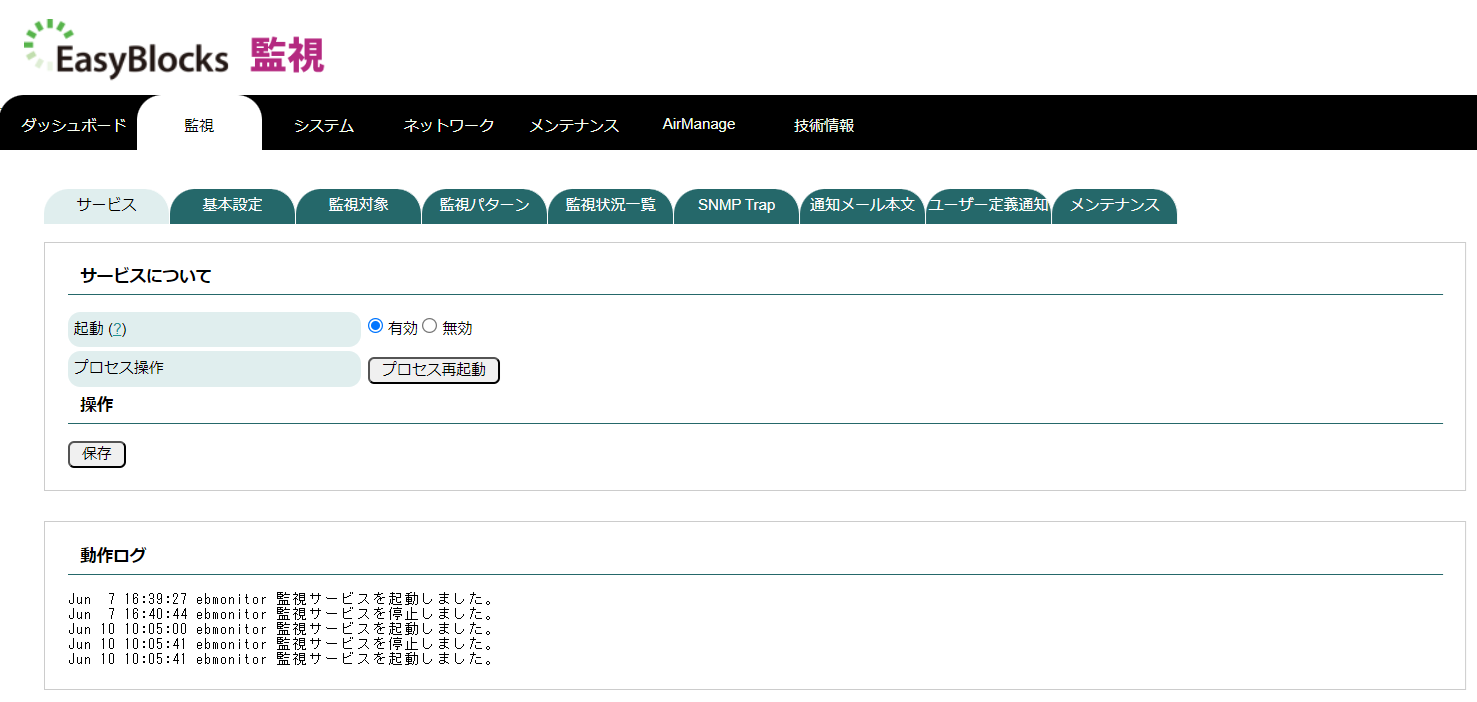 EasyBlocks 監視
ダッシュボード 監視 システム ネットワーク メンテナンス AirManage 技術情報
サービス 基本設定 監視対象 監視パターン 監視状況一覧 SNMP Trap 通知メール本文 ユーザー定義通知 メンテナンス
サービスについて
起動 (?) 有効 無効
プロセス操作 プロセス再起動
操作
保存
動作ログ
Jun  7 16:39:27 ebmonitor 監視サービスを起動しました。
Jun  7 16:40:44 ebmonitor 監視サービスを停止しました。
Jun 10 10:05:00 ebmonitor 監視サービスを起動しました。
Jun 10 10:05:41 ebmonitor 監視サービスを停止しました。
Jun 10 10:05:41 ebmonitor 監視サービスを起動しました。